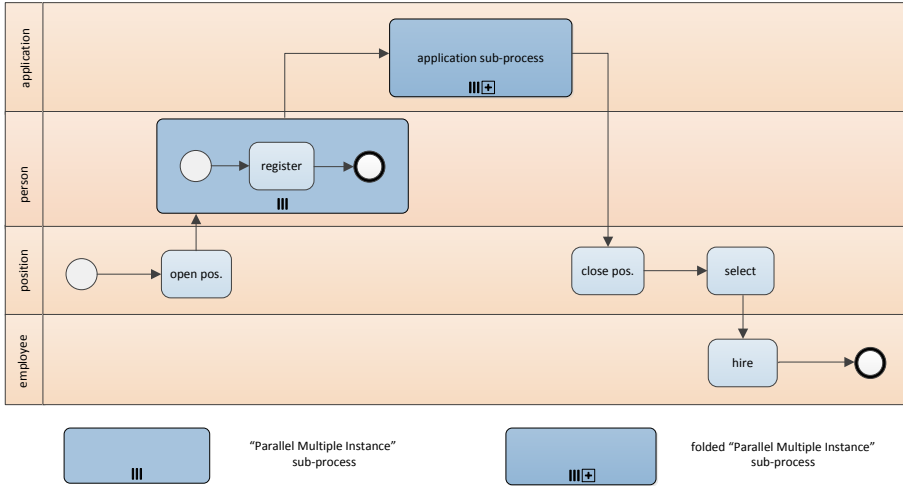 application
application sub-process
person
register
position
open pos.
close pos.
select
employee
hire
“Parallel Multiple Instance”
sub-process
folded “Parallel Multiple Instance”
sub-process